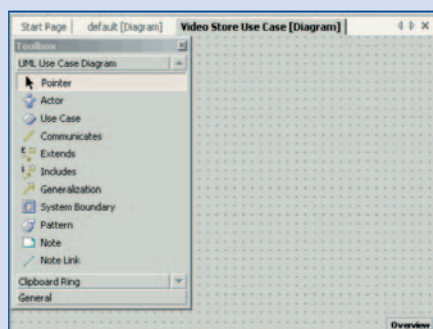 Start Page default [Diagram] Video Store Use Case [Diagram]
Toolbox
UML Use Case Diagram
Pointer
Actor
Use Case
Communicates
Extends
Includes
Generalization
System Boundary
Pattern
Note
Note Link
Clipboard Ring
General
Overview